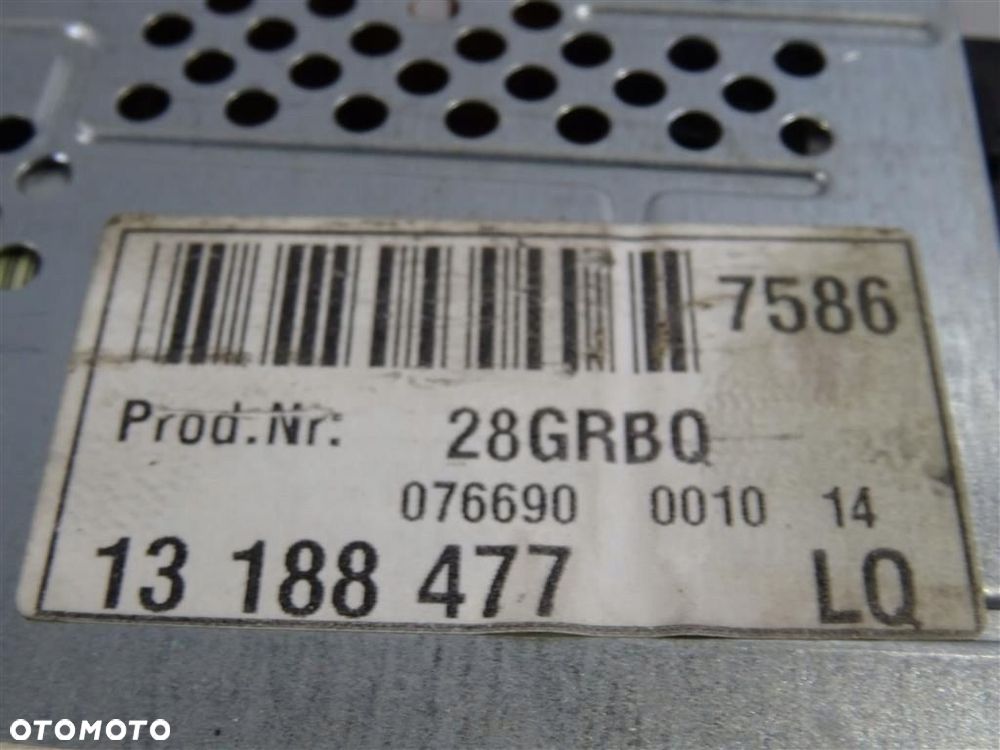 7586
Prod.Nr: 28GRBQ
076690 0010 14
13 188 477 LQ
OTOMOTO